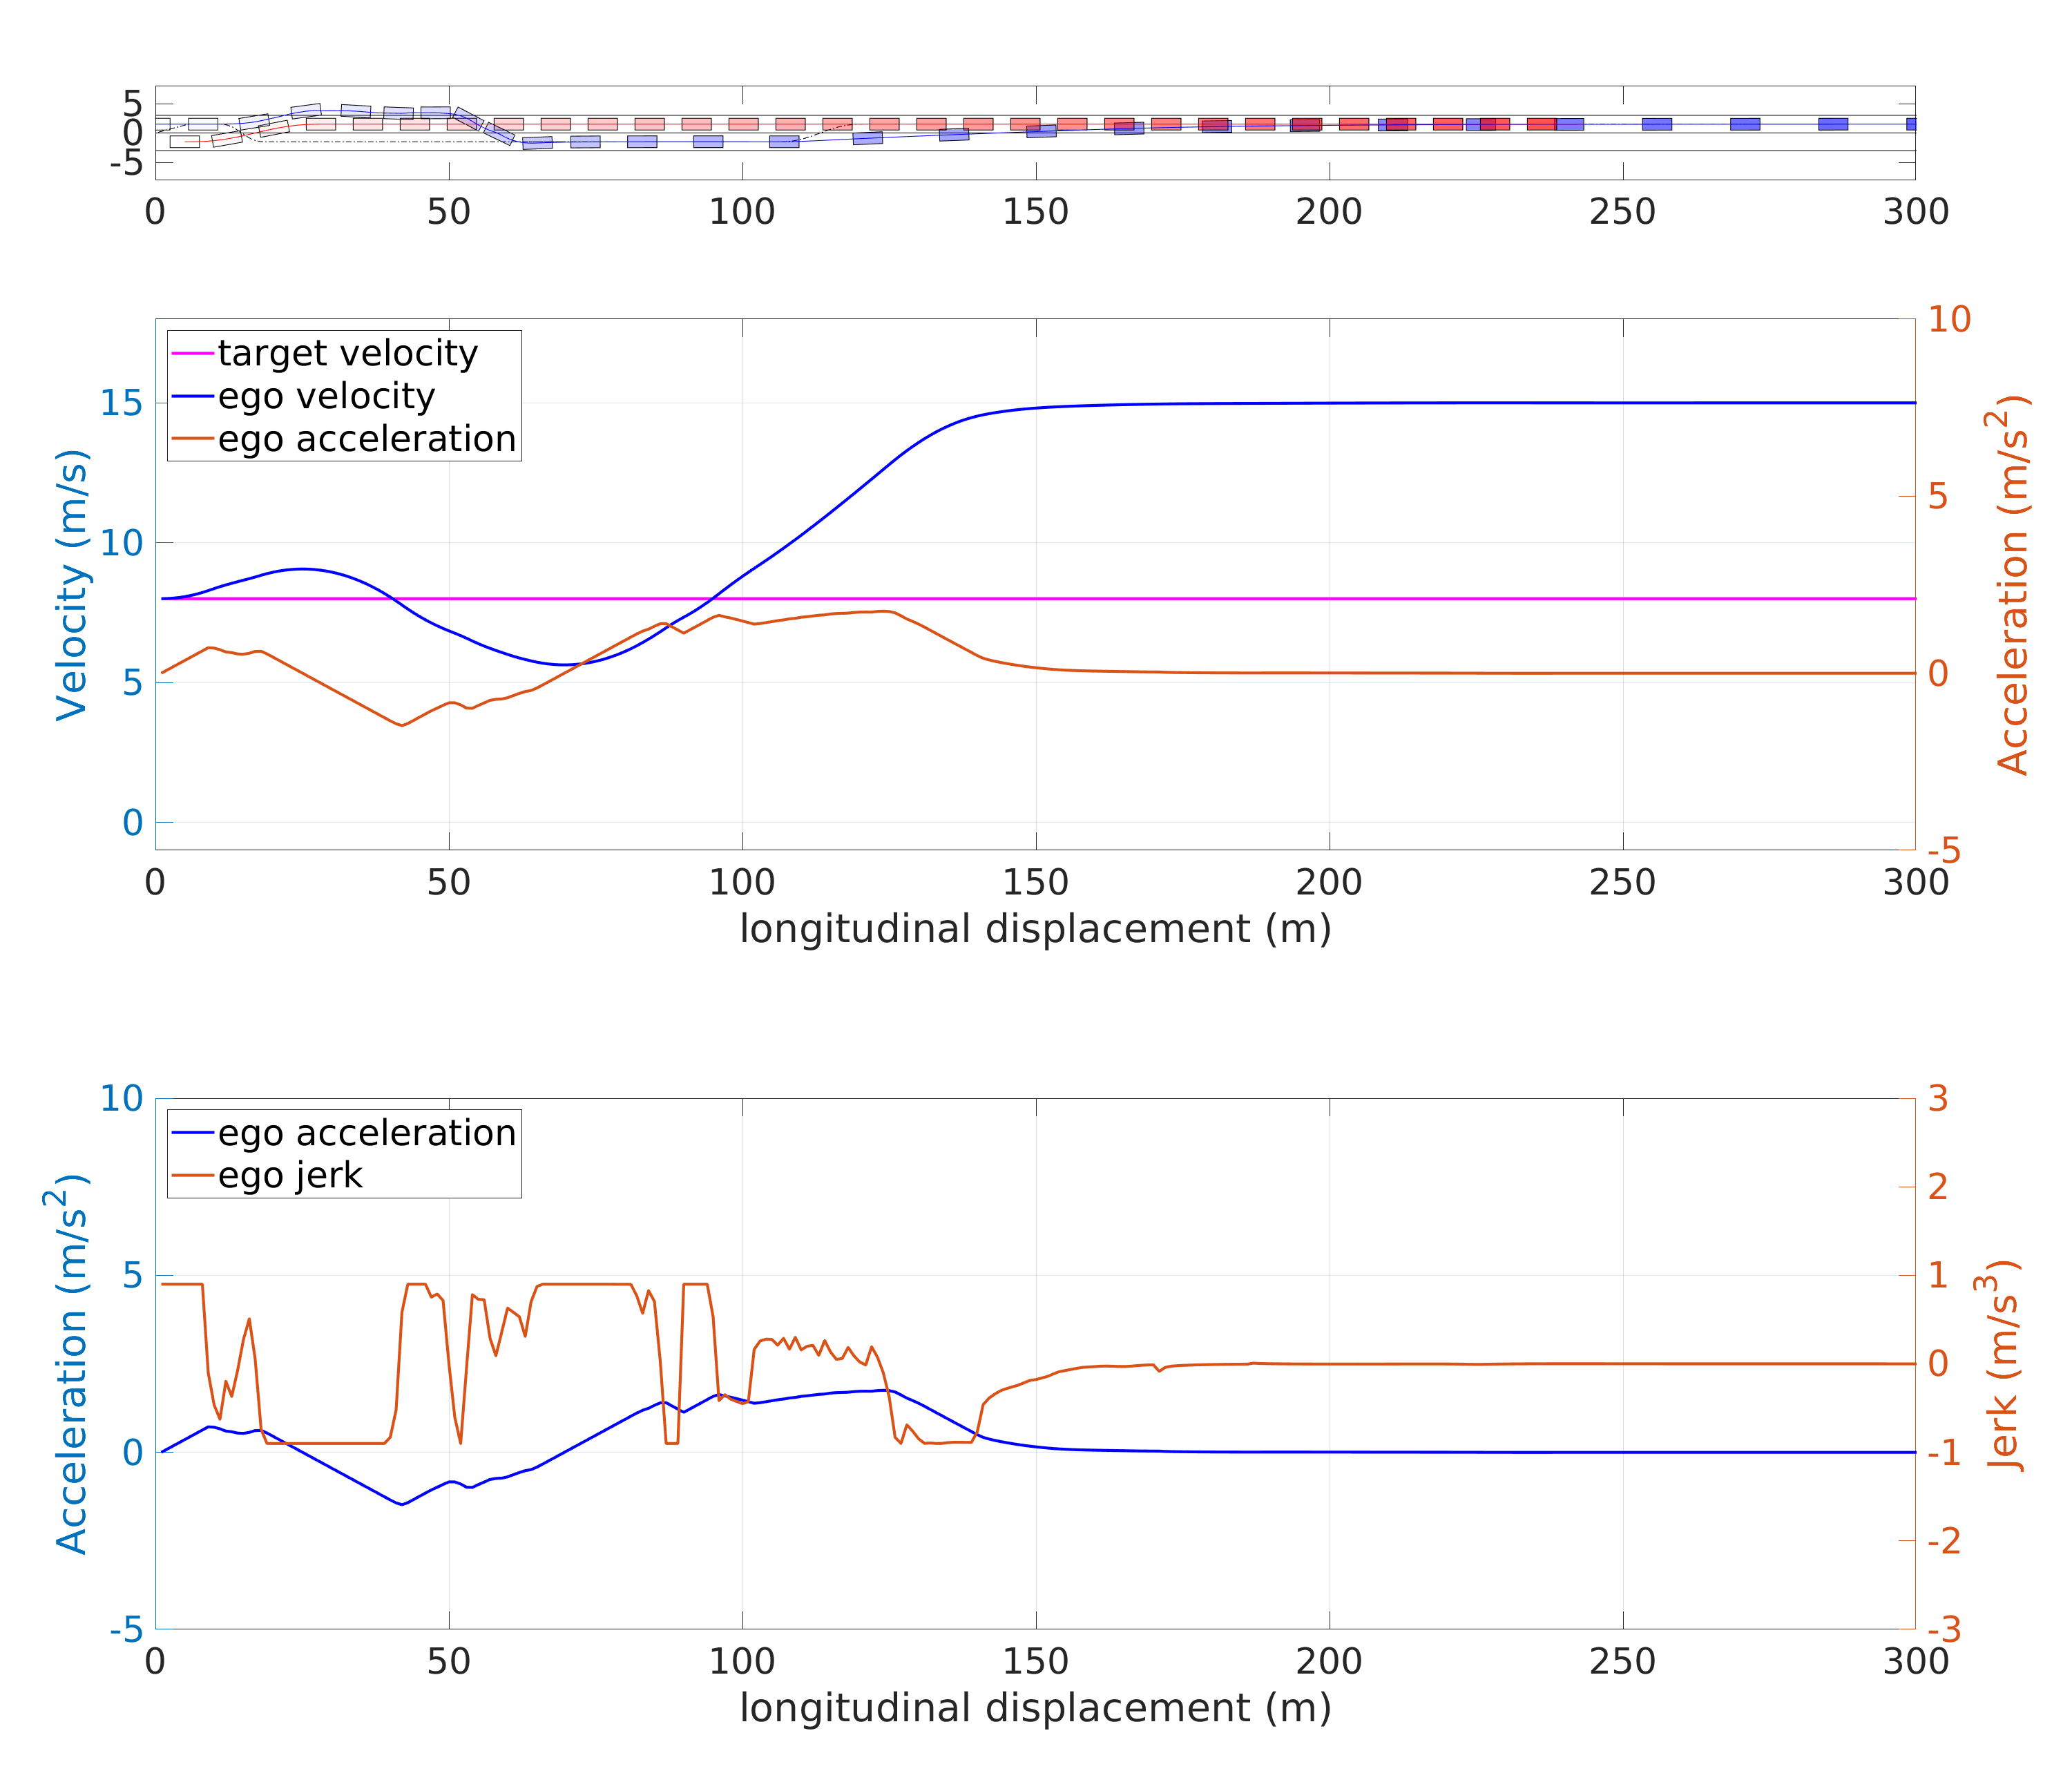 5
0
-5
0 50 100 150 200 250 300
10
target velocity
ego velocity
ego acceleration
15
10
5
0
5
0
-5
Velocity (m/s)
Acceleration (m/s²)
0 50 100 150 200 250 300
longitudinal displacement (m)
10
5
0
-5
ego acceleration
ego jerk
3
2
1
0
-1
-2
-3
Acceleration (m/s²)
Jerk (m/s³)
0 50 100 150 200 250 300
longitudinal displacement (m)